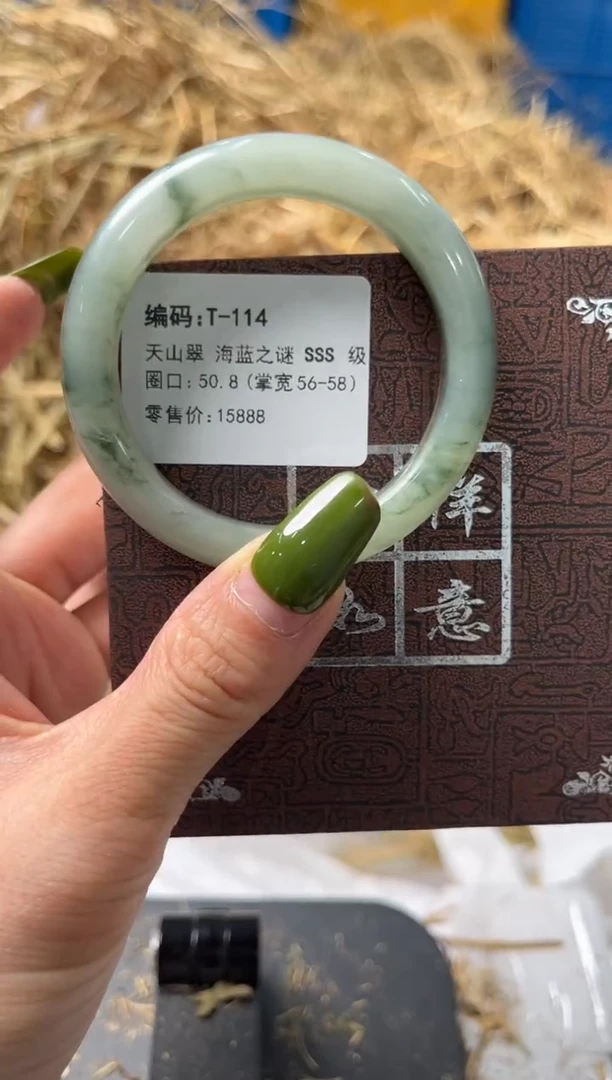 编码:T-114
天山翠 海蓝之谜 SSS 级
圈口:50.8(掌宽56-58)
零售价:15888
祥
如意